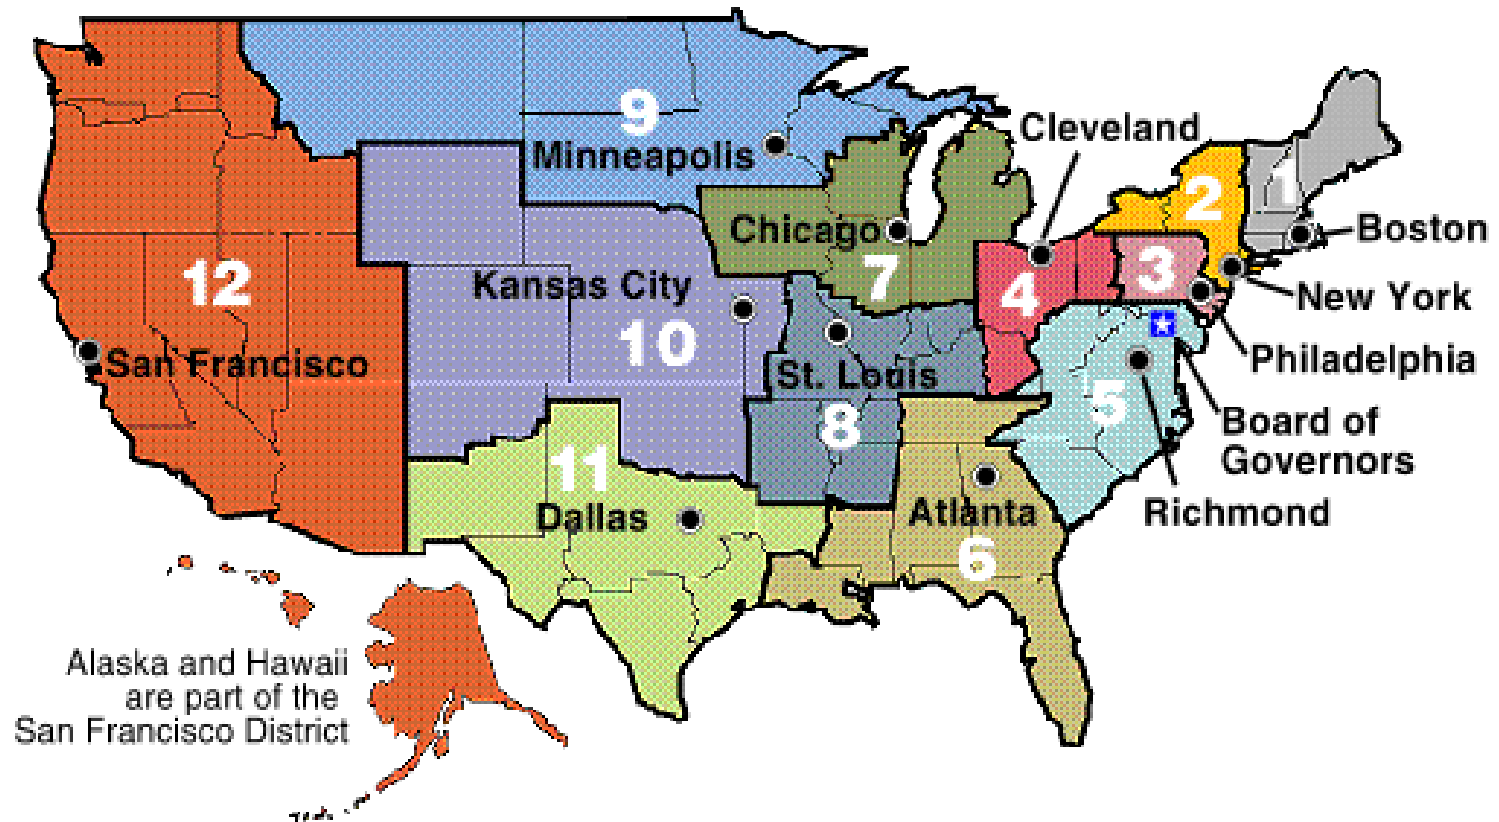 Cleveland
9
Minneapolis
2
1
Chicago
Boston
7
3
12
Kansas City
4
New York
10
San Francisco
St. Louis
Philadelphia
5
8
Board of
Governors
11
Dallas
Atlanta
Richmond
6
Alaska and Hawaii
are part of the
San Francisco District